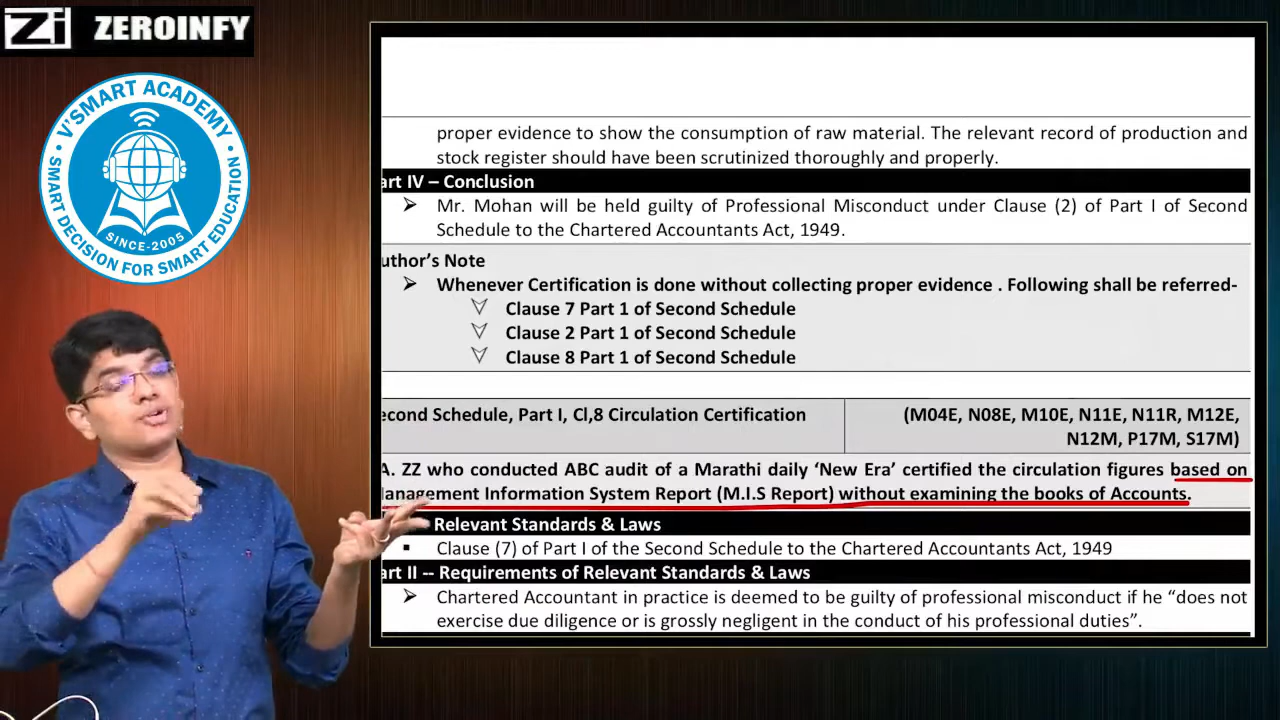 Zi ZEROINFY
V'SMART ACADEMY
SMART DECISION FOR SMART EDUCATION
SINCE-2005
proper evidence to show the consumption of raw material. The relevant record of production and
stock register should have been scrutinized thoroughly and properly.
art IV – Conclusion
➢ Mr. Mohan will be held guilty of Professional Misconduct under Clause (2) of Part I of Second
Schedule to the Chartered Accountants Act, 1949.
uthor's Note
➢ Whenever Certification is done without collecting proper evidence . Following shall be referred-
Clause 7 Part 1 of Second Schedule
Clause 2 Part 1 of Second Schedule
Clause 8 Part 1 of Second Schedule
econd Schedule, Part I, Cl,8 Circulation Certification
(M04E, N08E, M10E, N11E, N11R, M12E,
N12M, P17M, S17M)
A. ZZ who conducted ABC audit of a Marathi daily 'New Era' certified the circulation figures based on
anagement Information System Report (M.I.S Report) without examining the books of Accounts.
Relevant Standards & Laws
▪ Clause (7) of Part I of the Second Schedule to the Chartered Accountants Act, 1949
art II -- Requirements of Relevant Standards & Laws
➢ Chartered Accountant in practice is deemed to be guilty of professional misconduct if he "does not
exercise due diligence or is grossly negligent in the conduct of his professional duties".